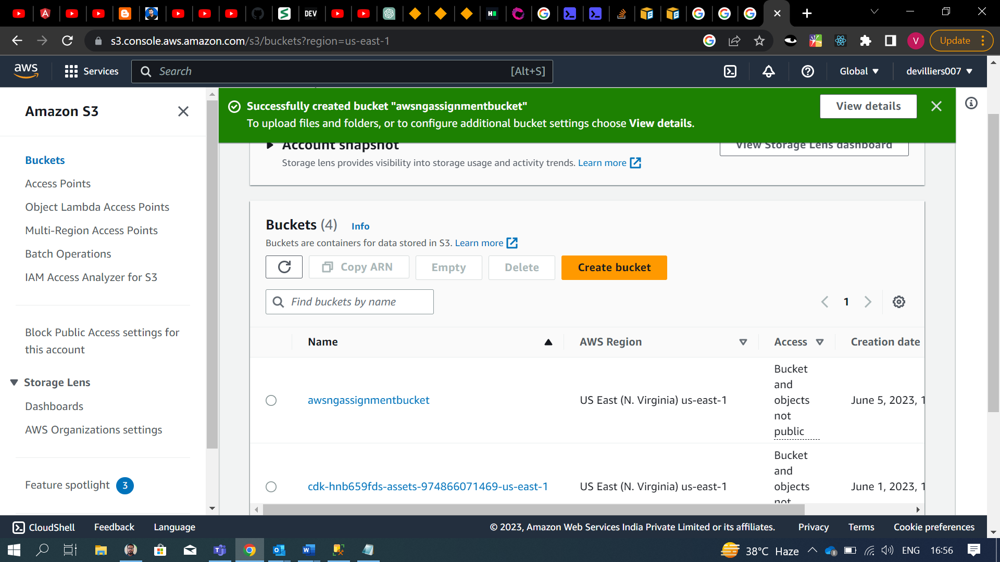 DEV
H
s3.console.aws.amazon.com/s3/buckets?region=us-east-1
V
Update
aws
Services
Search
[Alt+S]
Global
devilliers007
Amazon S3
Buckets
Access Points
Object Lambda Access Points
Multi-Region Access Points
Batch Operations
IAM Access Analyzer for S3
Block Public Access settings for
this account
Storage Lens
Dashboards
AWS Organizations settings
Feature spotlight 3
Successfully created bucket "awsngassignmentbucket"
To upload files and folders, or to configure additional bucket settings choose View details.
View details
Account snapshot
View Storage Lens dashboard
Storage lens provides visibility into storage usage and activity trends. Learn more
Buckets (4) Info
Buckets are containers for data stored in S3. Learn more
Copy ARN
Empty
Delete
Create bucket
Find buckets by name
1
Name
AWS Region
Access
Creation date
awsngassignmentbucket
US East (N. Virginia) us-east-1
Bucket
and
objects
not
public
June 5, 2023, 1
cdk-hnb659fds-assets-974866071469-us-east-1
US East (N. Virginia) us-east-1
Bucket
and
objects
not
June 1, 2023, 1
CloudShell
Feedback
Language
© 2023, Amazon Web Services India Private Limited or its affiliates.
Privacy
Terms
Cookie preferences
38°C Haze
ENG
16:56